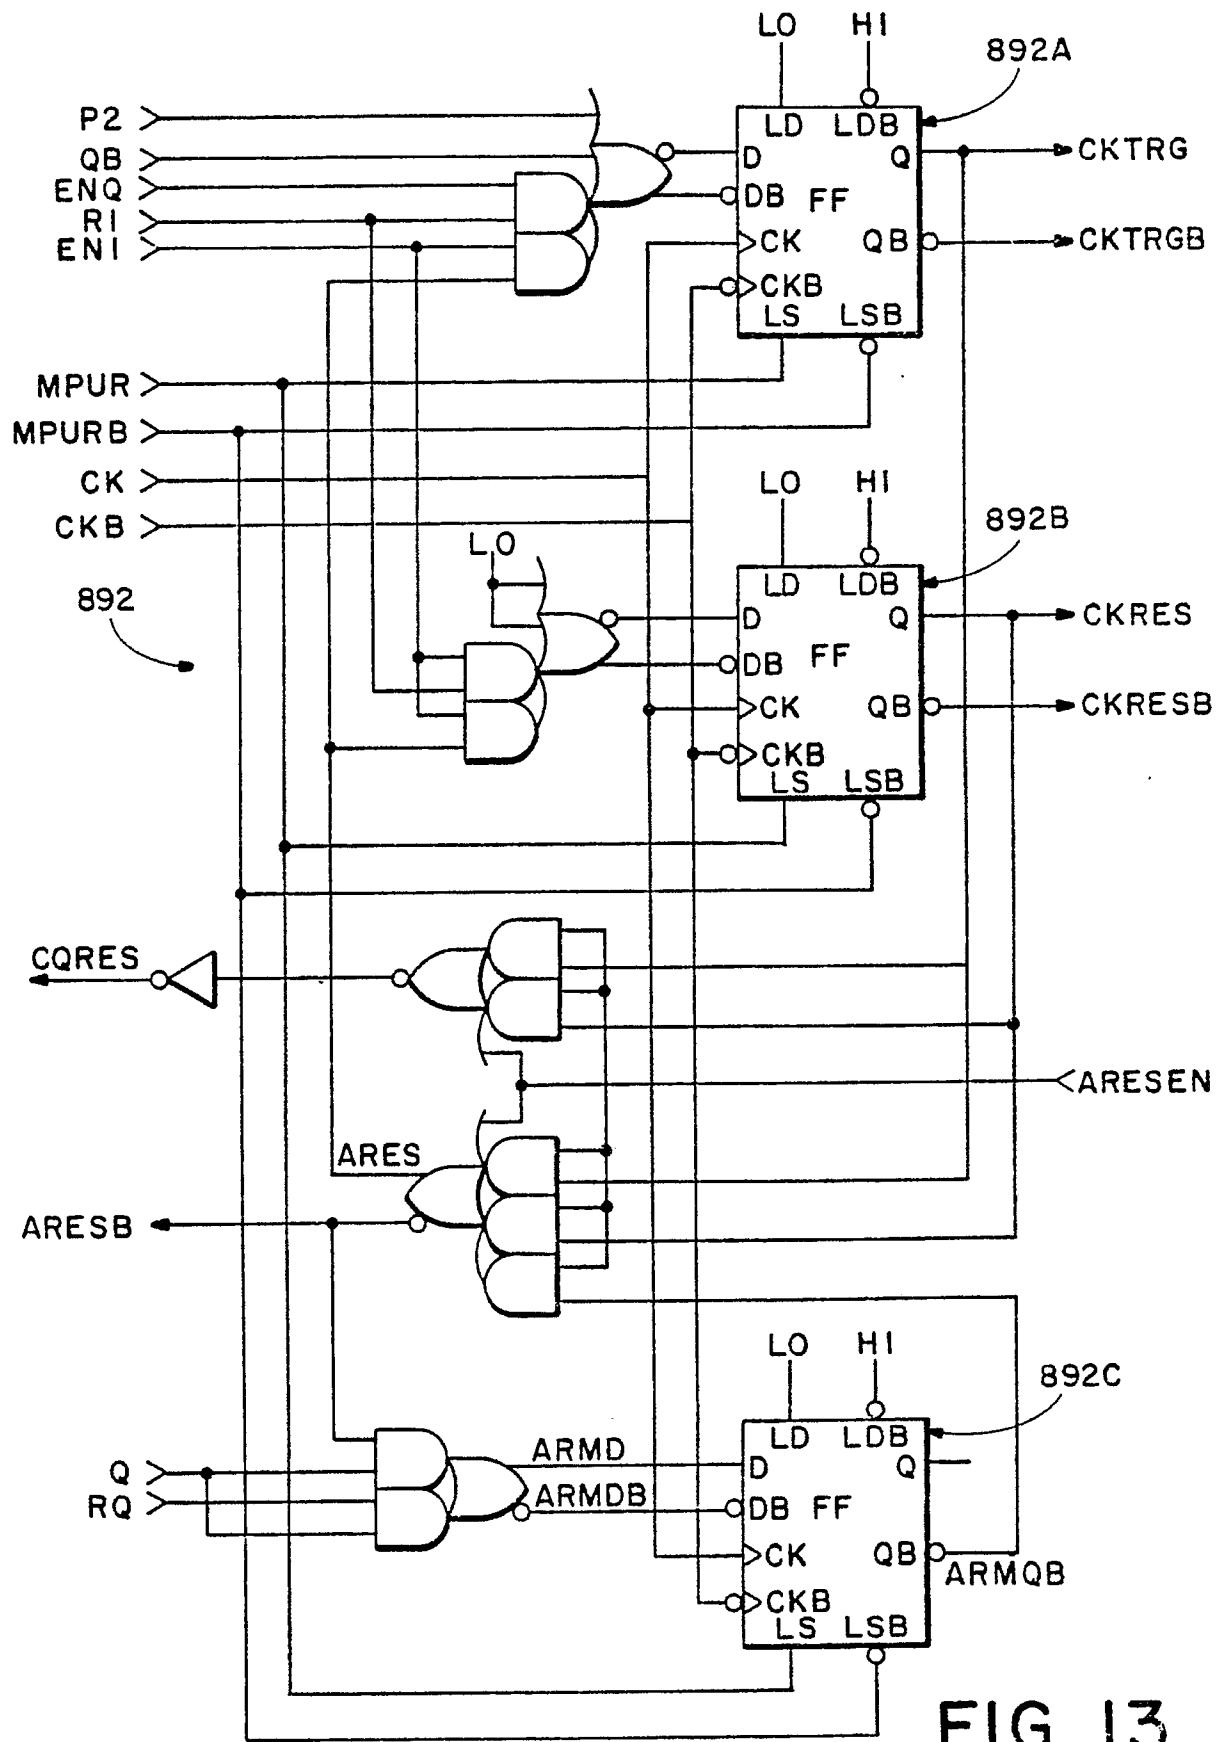 LO HI
892A
P2
LD LDB
QB
D Q CKTRG
ENQ
DB FF
RI
ENI
CK QB CKTRGB
CKB
LS LSB
MPUR
MPURB
CK
LO HI
CKB
892B
LO
LD LDB
892
D Q CKRES
DB FF
CK QB CKRESB
CKB
LS LSB
CQRES
ARESEN
ARES
ARESB
LO HI
892C
LD LDB
ARMD
Q
D Q
RQ
ARMDB
DB FF
CK QB
ARMQB
CKB
LS LSB
FIG 13